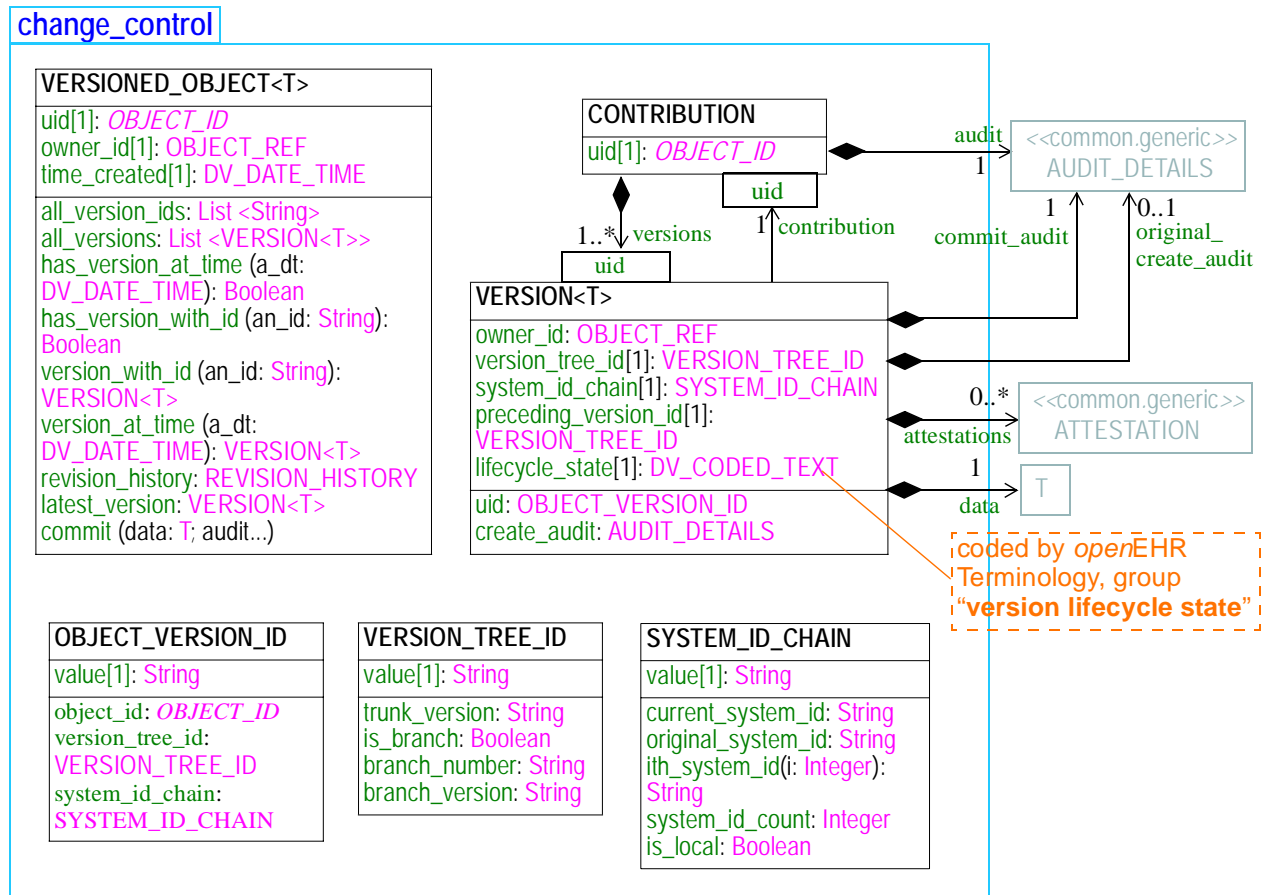 change_control
VERSIONED_OBJECT<T>
uid[1]: OBJECT_ID
owner_id[1]: OBJECT_REF
time_created[1]: DV_DATE_TIME
all_version_ids: List <String>
all_versions: List <VERSION<T>>
has_version_at_time (a_dt:
DV_DATE_TIME): Boolean
has_version_with_id (an_id: String):
Boolean
version_with_id (an_id: String):
VERSION<T>
version_at_time (a_dt:
DV_DATE_TIME): VERSION<T>
revision_history: REVISION_HISTORY
latest_version: VERSION<T>
commit (data: T; audit...)
CONTRIBUTION
uid[1]: OBJECT_ID
audit
1
<<common.generic>>
AUDIT_DETAILS
uid
1..*
versions
1
contribution
uid
1
commit_audit
0..1
original_
create_audit
VERSION<T>
owner_id: OBJECT_REF
version_tree_id[1]: VERSION_TREE_ID
system_id_chain[1]: SYSTEM_ID_CHAIN
preceding_version_id[1]:
VERSION_TREE_ID
lifecycle_state[1]: DV_CODED_TEXT
uid: OBJECT_VERSION_ID
create_audit: AUDIT_DETAILS
0..*
attestations
<<common.generic>>
ATTESTATION
1
data
T
coded by openEHR
Terminology, group
“version lifecycle state”
OBJECT_VERSION_ID
value[1]: String
object_id: OBJECT_ID
version_tree_id:
VERSION_TREE_ID
system_id_chain:
SYSTEM_ID_CHAIN
VERSION_TREE_ID
value[1]: String
trunk_version: String
is_branch: Boolean
branch_number: String
branch_version: String
SYSTEM_ID_CHAIN
value[1]: String
current_system_id: String
original_system_id: String
ith_system_id(i: Integer):
String
system_id_count: Integer
is_local: Boolean